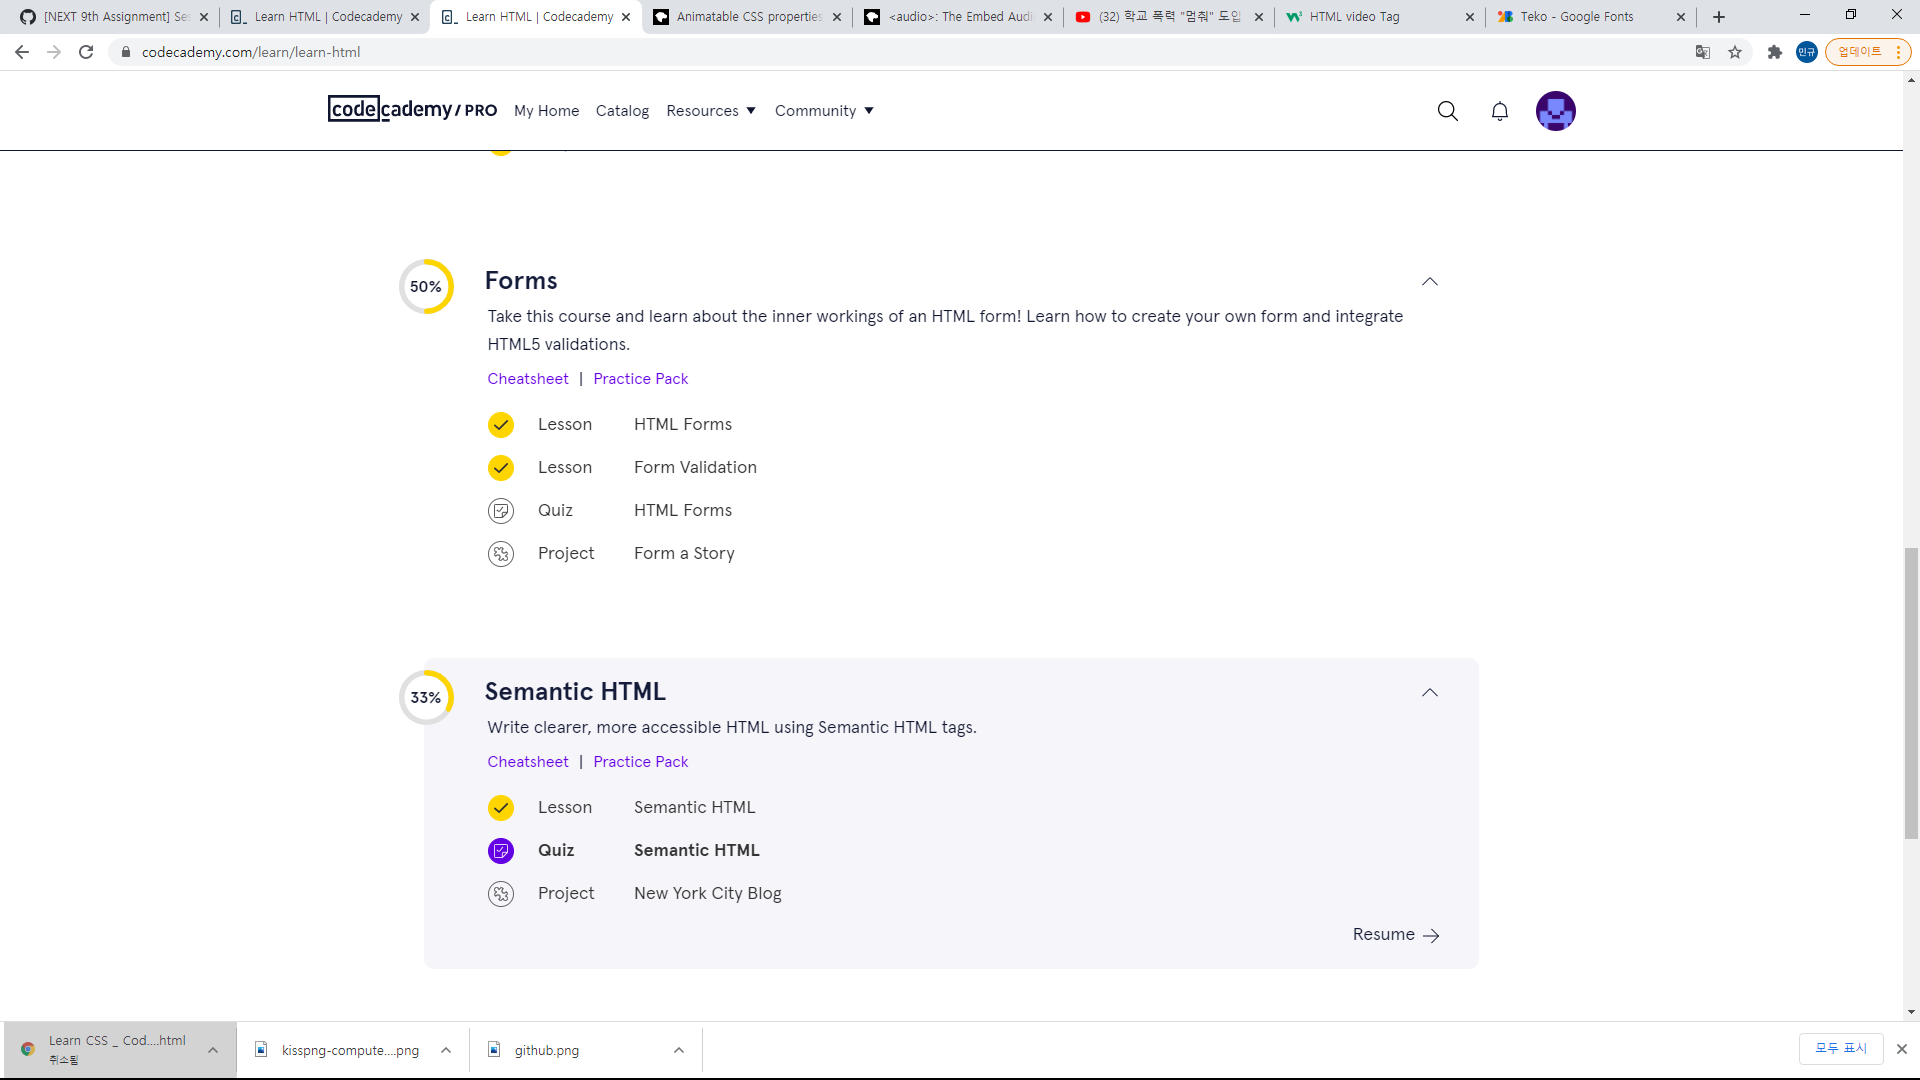 [NEXT 9th Assignment] Ses
Learn HTML | Codecademy
Learn HTML | Codecademy
Animatable CSS properties
<audio>: The Embed Audi
(32) 학교 폭력 "멈춰" 도입
HTML video Tag
Teko - Google Fonts
codecademy.com/learn/learn-html
민규
업데이트
codecademy / PRO
My Home
Catalog
Resources
Community
50%
Forms
Take this course and learn about the inner workings of an HTML form! Learn how to create your own form and integrate
HTML5 validations.
Cheatsheet | Practice Pack
Lesson HTML Forms
Lesson Form Validation
Quiz HTML Forms
Project Form a Story
33%
Semantic HTML
Write clearer, more accessible HTML using Semantic HTML tags.
Cheatsheet | Practice Pack
Lesson Semantic HTML
Quiz Semantic HTML
Project New York City Blog
Resume
Learn CSS _ Cod....html
취소됨
kisspng-compute....png
github.png
모두 표시